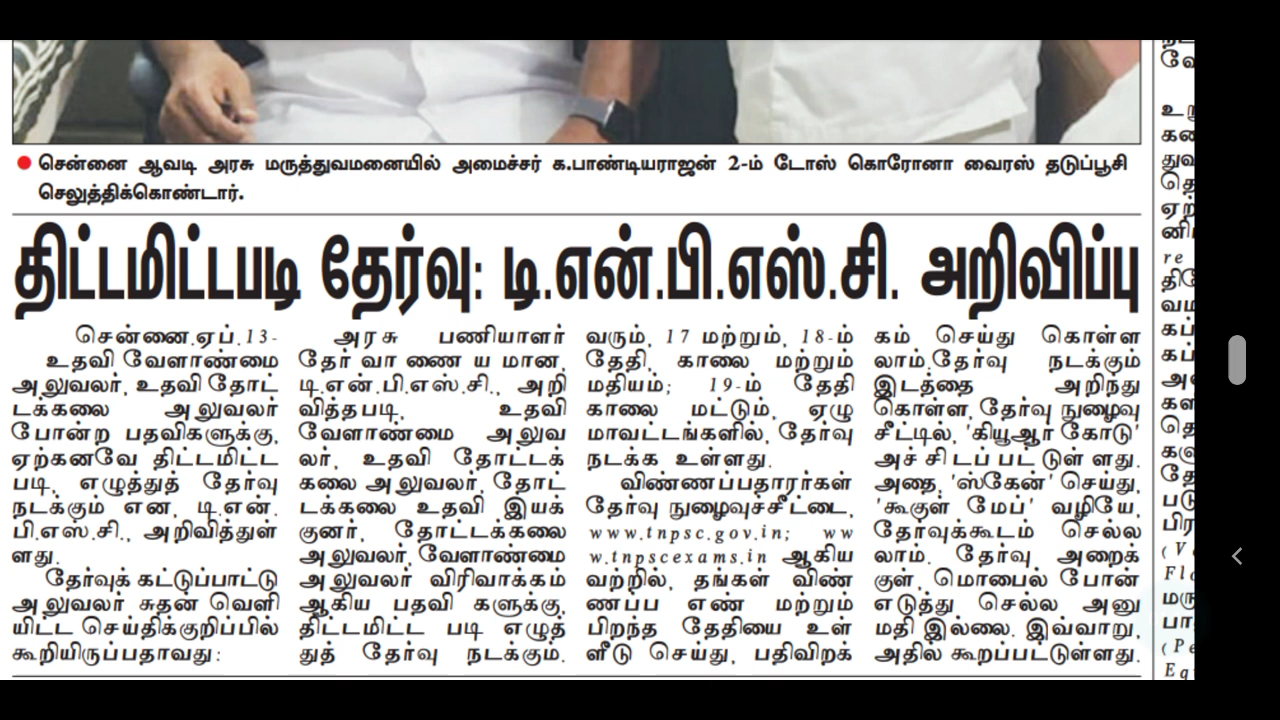 சென்னை ஆவடி அரசு மருத்துவமனையில் அமைச்சர் க.பாண்டியராஜன் 2-ம் டோஸ் கொரோனா வைரஸ் தடுப்பூசி
செலுத்திக்கொண்டார்.
திட்டமிட்டபடி தேர்வு: டி.என்.பி.எஸ்.சி. அறிவிப்பு
சென்னை.ஏப்.13-
உதவி வேளாண்மை
அலுவலர், உதவி தோட்
டக்கலை அலுவலர்
போன்ற பதவிகளுக்கு,
ஏற்கனவே திட்டமிட்ட
படி, எழுத்துத் தேர்வு
நடக்கும் என, டி.என்.
பி.எஸ்.சி., அறிவித்துள்
ளது.
தேர்வுக் கட்டுப்பாட்டு
அலுவலர் சுதன் வெளி
யிட்ட செய்திக்குறிப்பில்
கூறியிருப்பதாவது:
அரசு பணியாளர்
தேர் வா ணை ய மான,
டி.என்.பி.எஸ்.சி., அறி
வித்தபடி, உதவி
வேளாண்மை அலுவ
லர், உதவி தோட்டக்
கலை அலுவலர், தோட்
டக்கலை உதவி இயக்
குனர், தோட்டக்கலை
அலுவலர், வேளாண்மை
அலுவலர் விரிவாக்கம்
ஆகிய பதவி களுக்கு,
திட்டமிட்ட படி எழுத்
துத் தேர்வு நடக்கும்.
வரும், 17 மற்றும், 18-ம்
தேதி, காலை மற்றும்
மதியம்; 19-ம் தேதி
காலை மட்டும், ஏழு
மாவட்டங்களில், தேர்வு
நடக்க உள்ளது.
விண்ணப்பதாரர்கள்
தேர்வு நுழைவுச்சீட்டை,
www.tnpsc.gov.in; ww
w.tnpscexams.in ஆகிய
வற்றில், தங்கள் விண்
ணப்ப எண் மற்றும்
பிறந்த தேதியை உள்
ளீடு செய்து, பதிவிறக்
கம் செய்து கொள்ள
லாம்.தேர்வு நடக்கும்
இடத்தை அறிந்து
கொள்ள, தேர்வு நுழைவு
சீட்டில், 'கியூஆர் கோடு'
அச் சி டப் பட் டுள் ளது.
அதை, 'ஸ்கேன்' செய்து,
'கூகுள் மேப்' வழியே,
தேர்வுக்கூடம் செல்ல
லாம். தேர்வு அறைக்
குள், மொபைல் போன்
எடுத்து செல்ல அனு
மதி இல்லை. இவ்வாறு,
அதில் கூறப்பட்டுள்ளது.